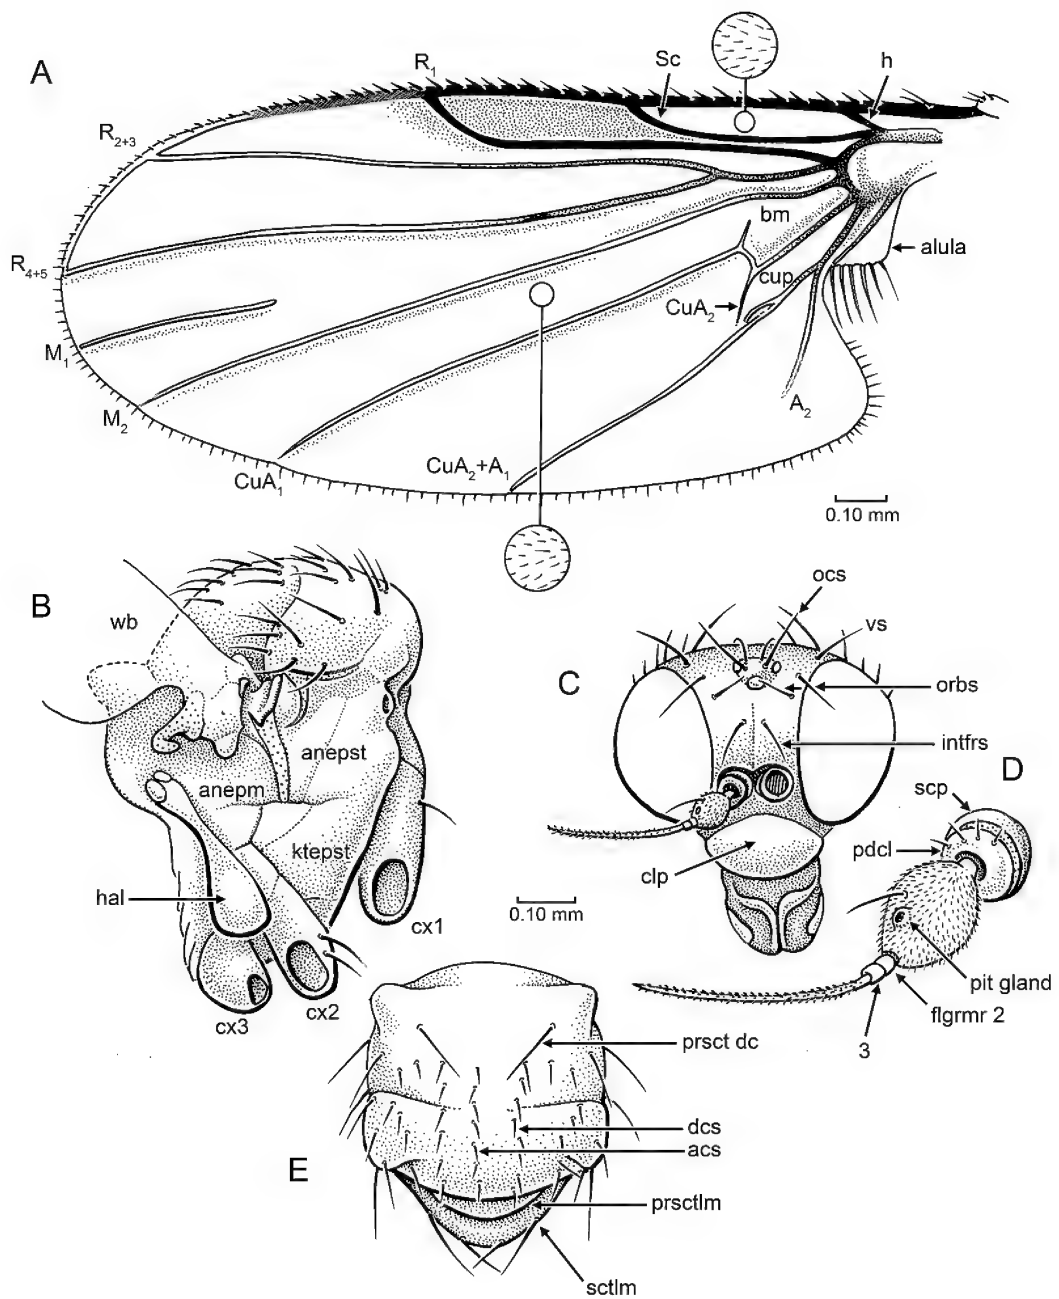 A
R1
Sc
h
R2+3
bm
alula
R4+5
cup
CuA2
M1
A2
M2
CuA1
CuA2+A1
0.10 mm
B
wb
anepst
anepm
ktepst
hal
cx1
cx2
cx3
C
ocs
vs
orbs
intfrs
clp
0.10 mm
D
scp
pdcl
pit gland
flgrmr 2
3
E
prsct dc
dcs
acs
prsctlm
sctlm